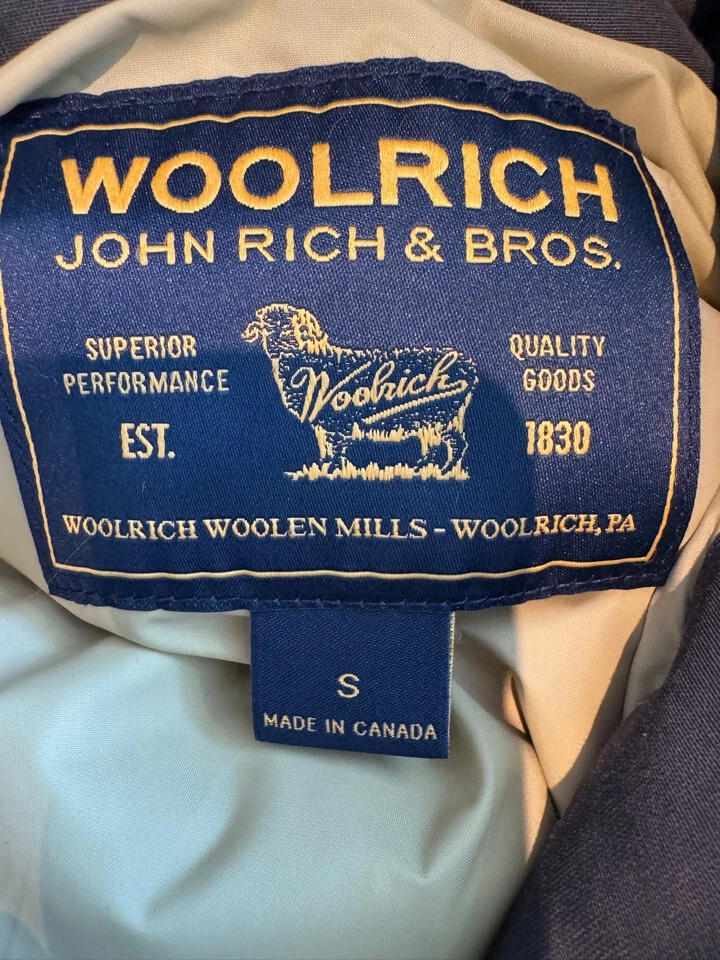 WOOLRICH
JOHN RICH & BROS.
SUPERIOR
PERFORMANCE
EST.
Woolrich
QUALITY
GOODS
1830
WOOLRICH WOOLEN MILLS - WOOLRICH, PA
S
MADE IN CANADA